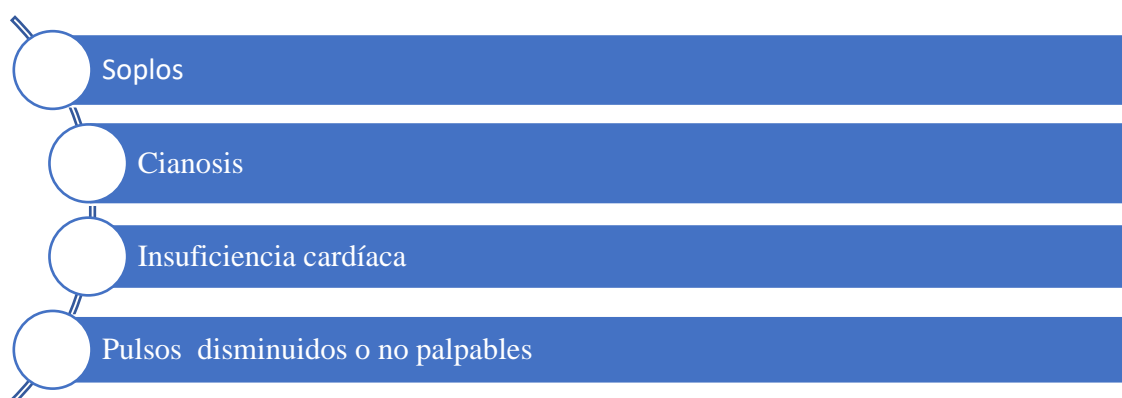 Soplos
Cianosis
Insuficiencia cardíaca
Pulsos  disminuidos o no palpables